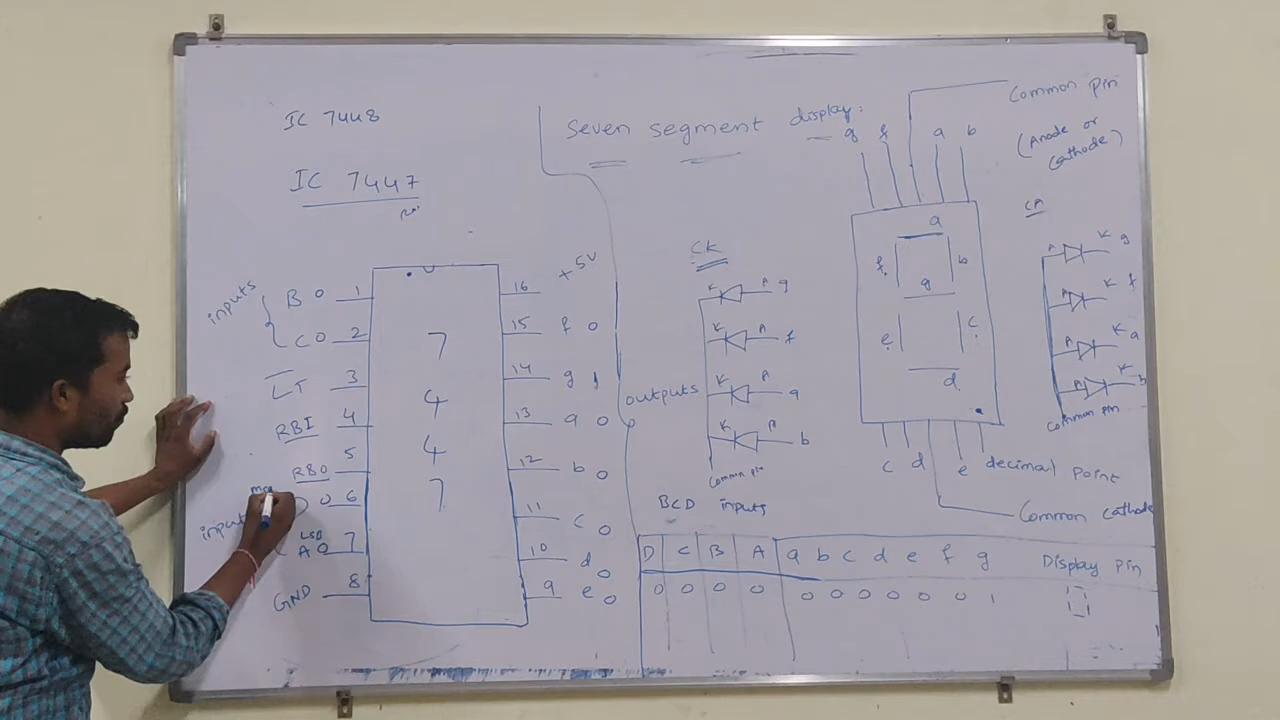 IC 7448
IC 7447
inputs
B 0 1
C 0 2
LT 3
RBI 4
RBO 5
0 6
LSD
A 0 7
GND 8
7
4
4
7
16 +5V
15 f 0
14 g 1
13 a 0
12 b 0
11 c 0
10 d 0
9 e 0
outputs
Seven segment display:
g f a b
Common pin
(Anode or
Cathode)
a
f b
g
e c
d
c d e decimal point
Common cathode
CK
K A g
K A f
K A a
K A b
Common pin
CA
A K g
A K f
A K a
A K b
Common pin
BCD inputs
D C B A a b c d e f g Display pin
0 0 0 0 0 0 0 0 0 0 1